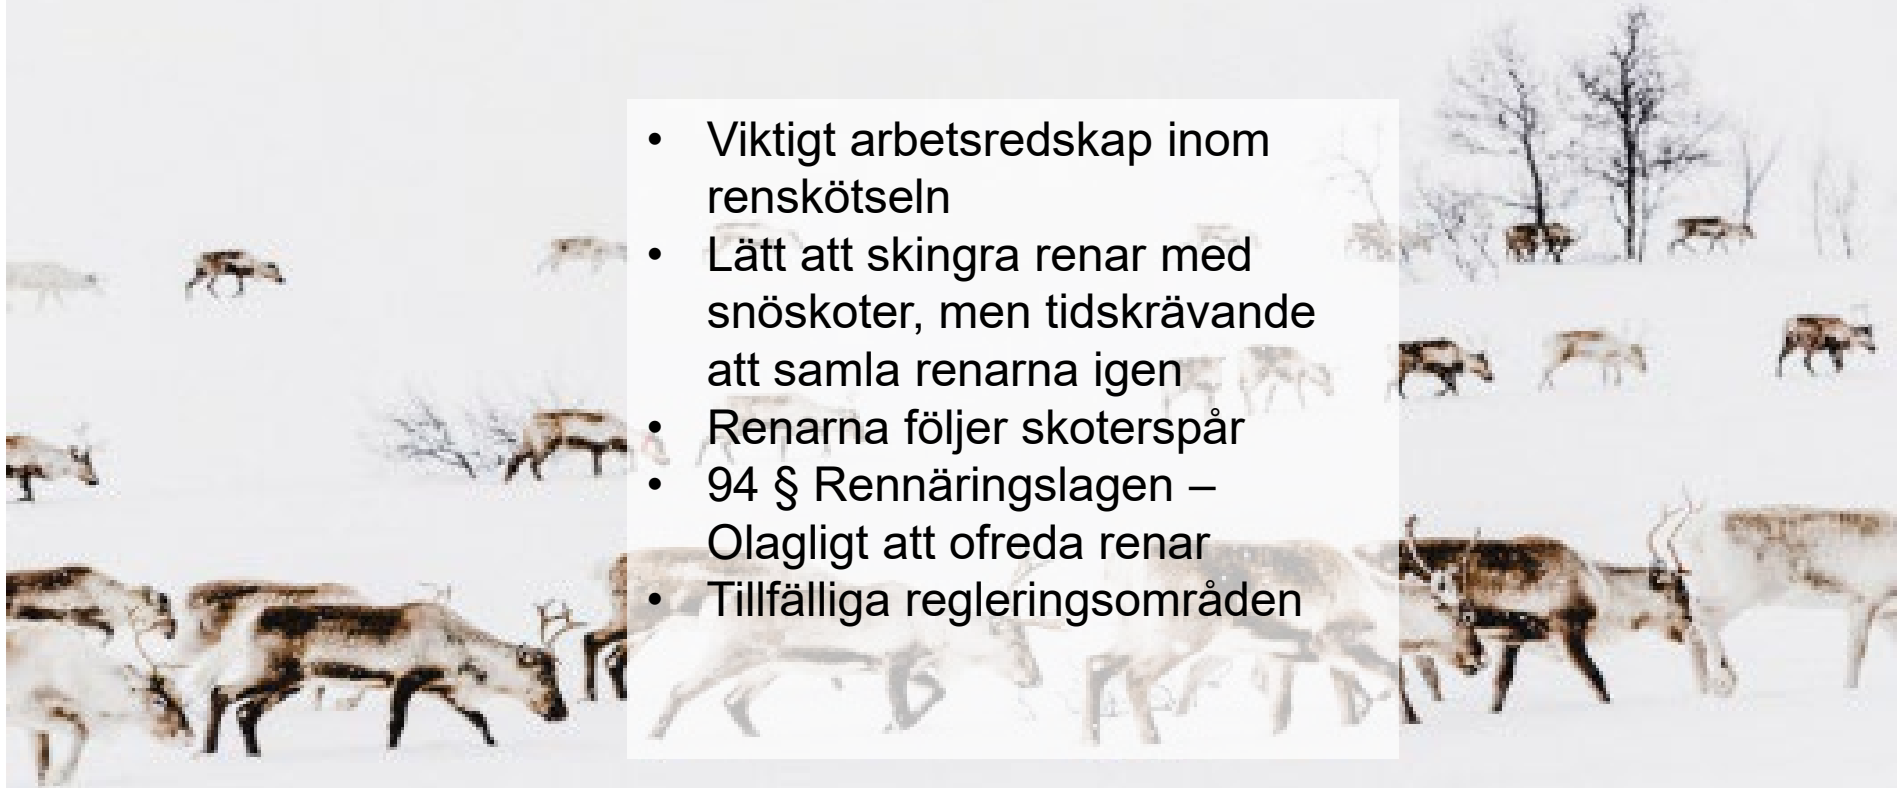 • Viktigt arbetsredskap inom
renskötseln
• Lätt att skingra renar med
snöskoter, men tidskrävande
att samla renarna igen
• Renarna följer skoterspår
• 94 § Rennäringslagen –
Olagligt att ofreda renar
• Tillfälliga regleringsområden